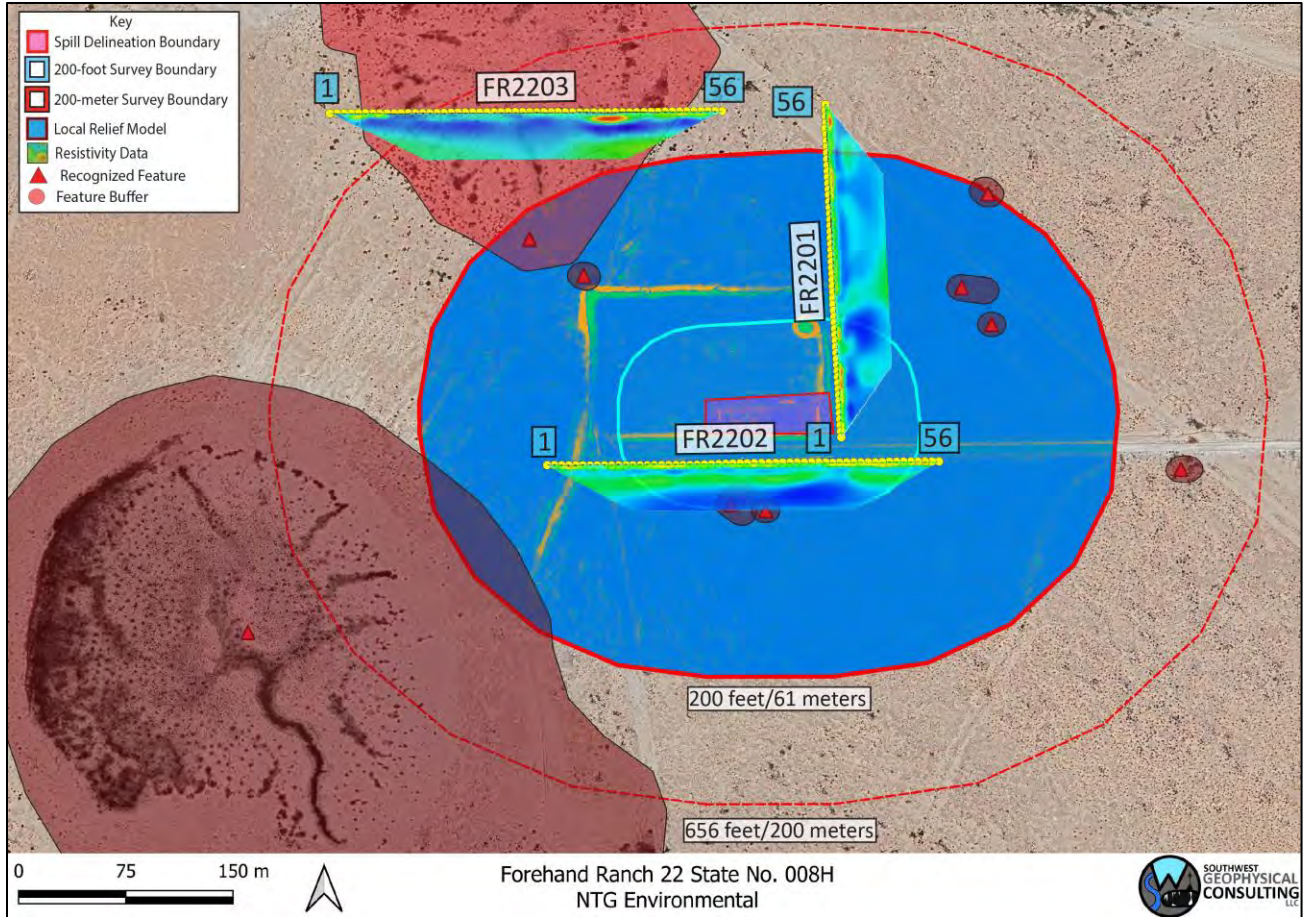 Key
Spill Delineation Boundary
200-foot Survey Boundary
200-meter Survey Boundary
Local Relief Model
Resistivity Data
Recognized Feature
Feature Buffer
1
FR2203
56
56
FR2201
1
FR2202
1
56
200 feet/61 meters
656 feet/200 meters
0
75
150 m
Forehand Ranch 22 State No. 008H
NTG Environmental
SOUTHWEST
GEOPHYSICAL
CONSULTING
LLC